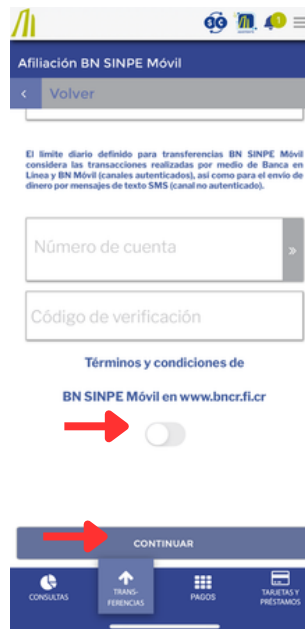 1
Afiliación BN SINPE Móvil
Volver
El límite diario definido para transferencias BN SINPE Móvil
considera las transacciones realizadas por medio de Banca en
Línea y BN Móvil (canales autenticados), así como para el envío de
dinero por mensajes de texto SMS (canal no autenticado).
Número de cuenta
Código de verificación
Términos y condiciones de
BN SINPE Móvil en www.bncr.fi.cr
CONTINUAR
CONSULTAS
TRANS-
FERENCIAS
PAGOS
TARJETAS Y
PRÉSTAMOS